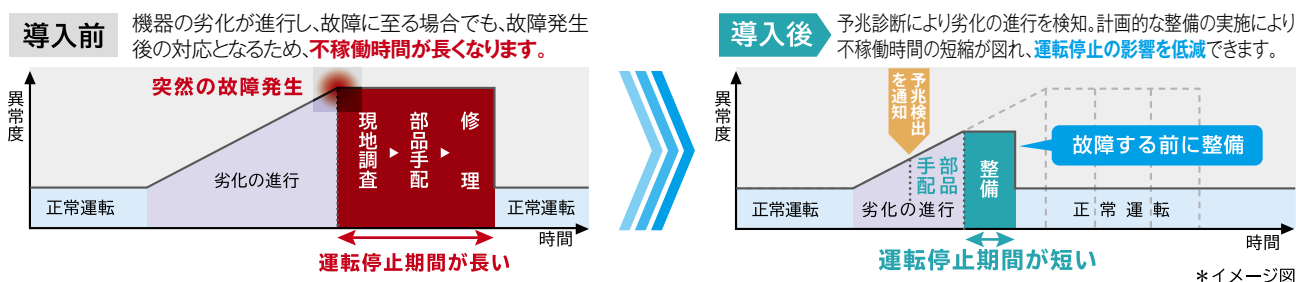 導入前
機器の劣化が進行し、故障に至る場合でも、故障発生
後の対応となるため、不稼働時間が長くなります。
異常度
突然の故障発生
現地調査
部品手配
修理
劣化の進行
正常運転
正常運転
時間
運転停止期間が長い
導入後
予兆診断により劣化の進行を検知。計画的な整備の実施により
不稼働時間の短縮が図れ、運転停止の影響を低減できます。
異常度
予兆検出
を通知
故障する前に整備
部品
手配
整備
正常運転
劣化の進行
正常運転
時間
運転停止期間が短い
＊イメージ図